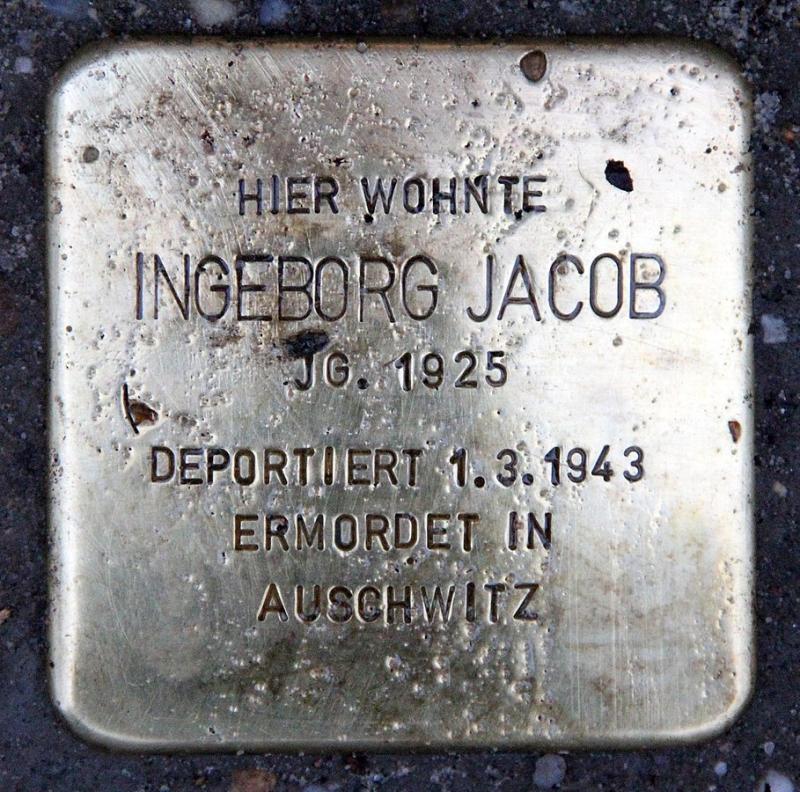 HIER WOHNTE
INGEBORG JACOB
JG. 1925
DEPORTIERT 1.3.1943
ERMORDET IN
AUSCHWITZ